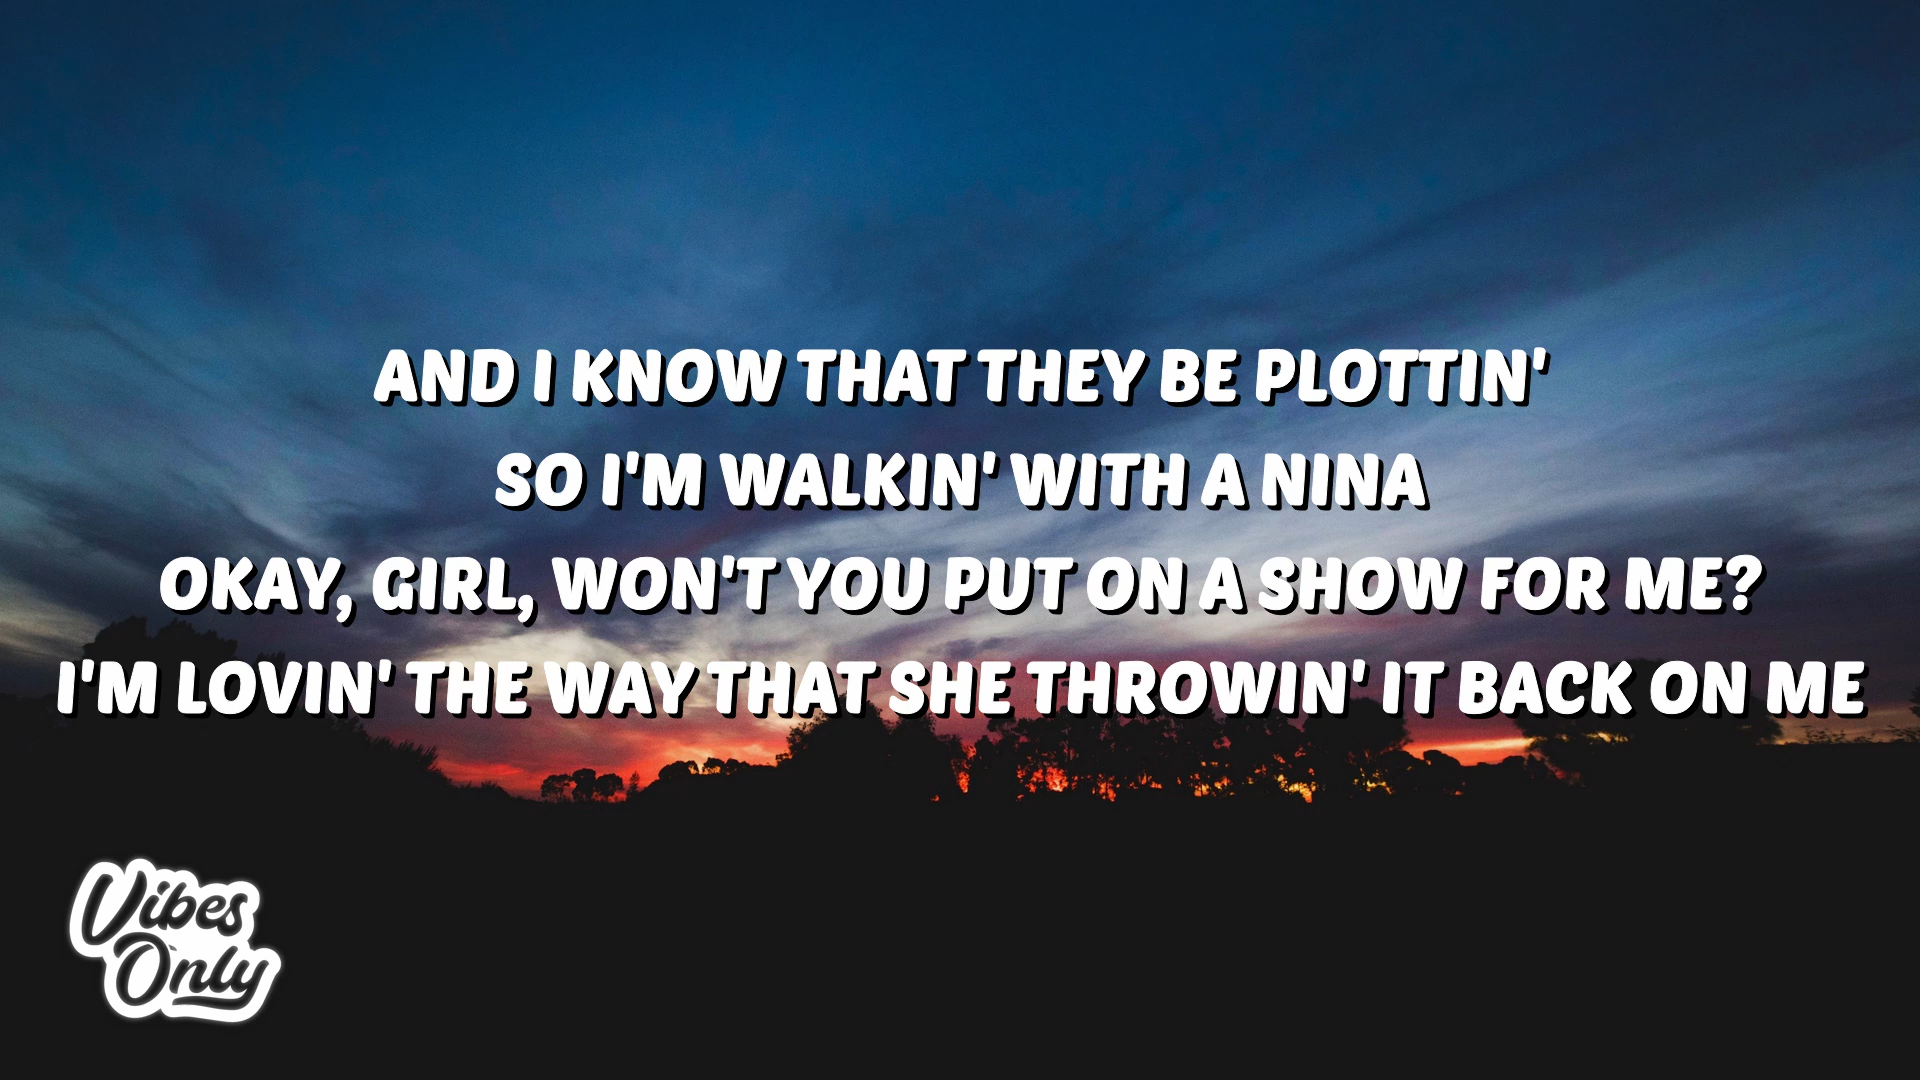 AND I KNOW THAT THEY BE PLOTTIN'
SO I'M WALKIN' WITH A NINA
OKAY, GIRL, WON'T YOU PUT ON A SHOW FOR ME?
I'M LOVIN' THE WAY THAT SHE THROWIN' IT BACK ON ME
Vibes
Only